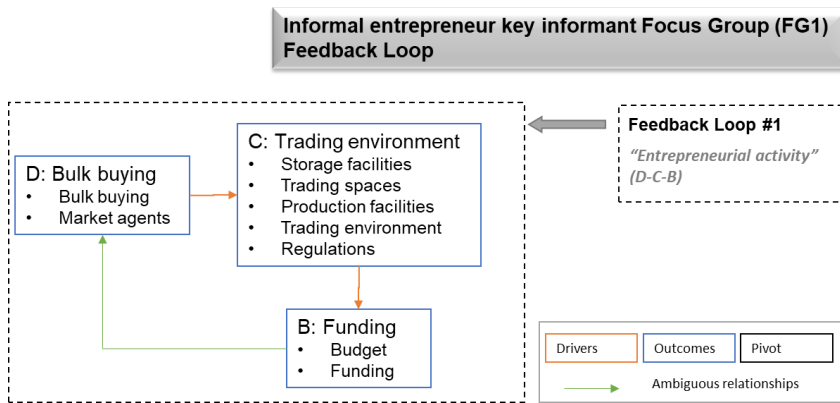 Informal entrepreneur key informant Focus Group (FG1)
Feedback Loop
D: Bulk buying
• Bulk buying
• Market agents
C: Trading environment
• Storage facilities
• Trading spaces
• Production facilities
• Trading environment
• Regulations
B: Funding
• Budget
• Funding
Feedback Loop #1
“Entrepreneurial activity”
(D-C-B)
Drivers
Outcomes
Pivot
Ambiguous relationships